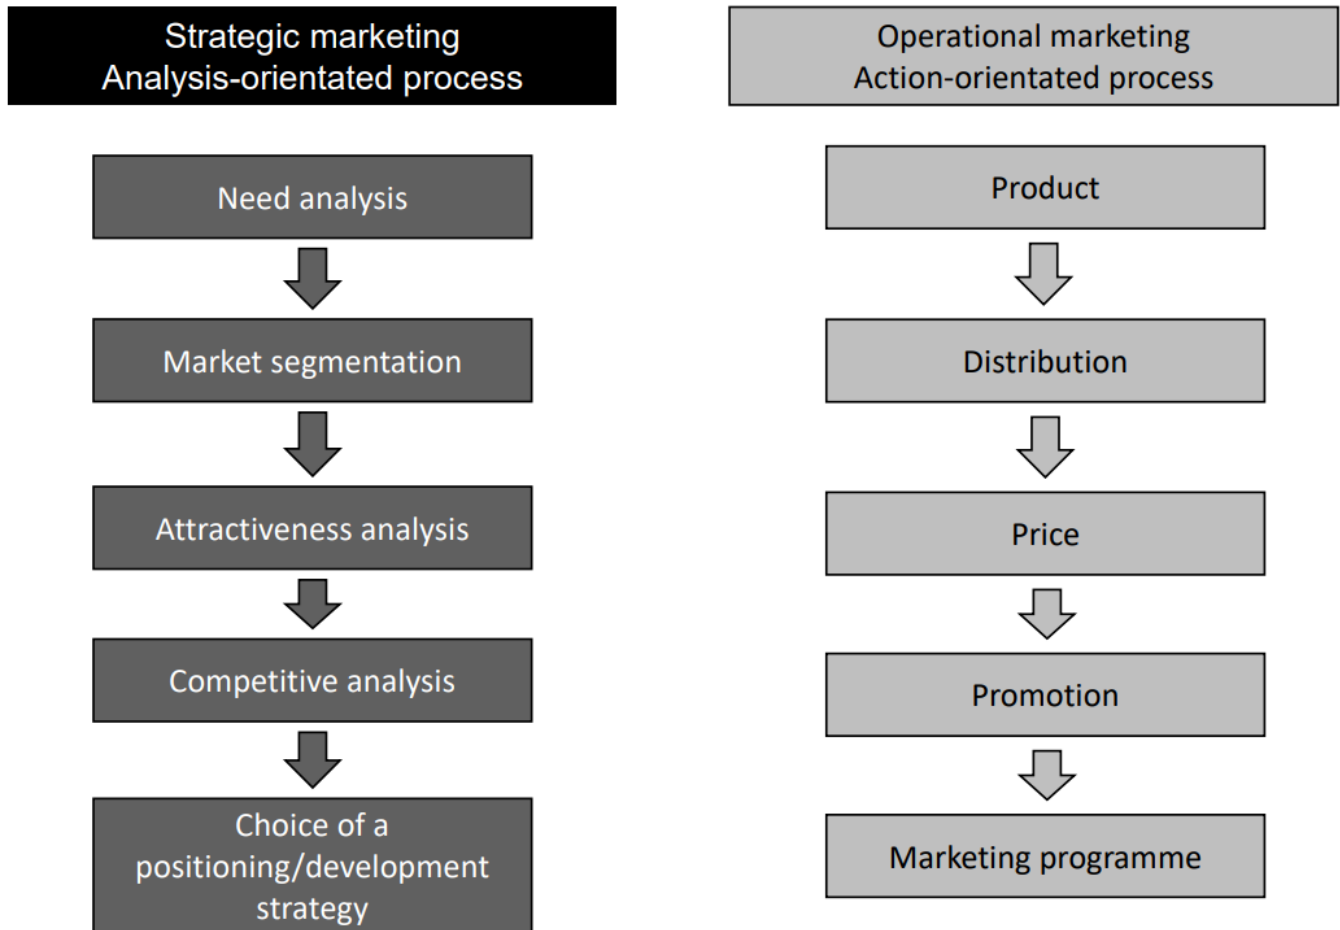 Strategic marketing
Analysis-orientated process
Need analysis
Market segmentation
Attractiveness analysis
Competitive analysis
Choice of a
positioning/development
strategy
Operational marketing
Action-orientated process
Product
Distribution
Price
Promotion
Marketing programme